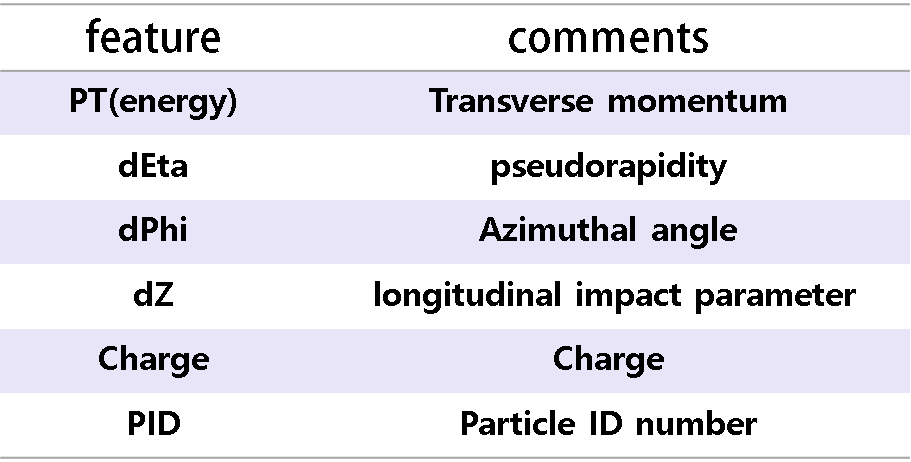 feature comments
PT(energy) Transverse momentum
dEta pseudorapidity
dPhi Azimuthal angle
dZ longitudinal impact parameter
Charge Charge
PID Particle ID number